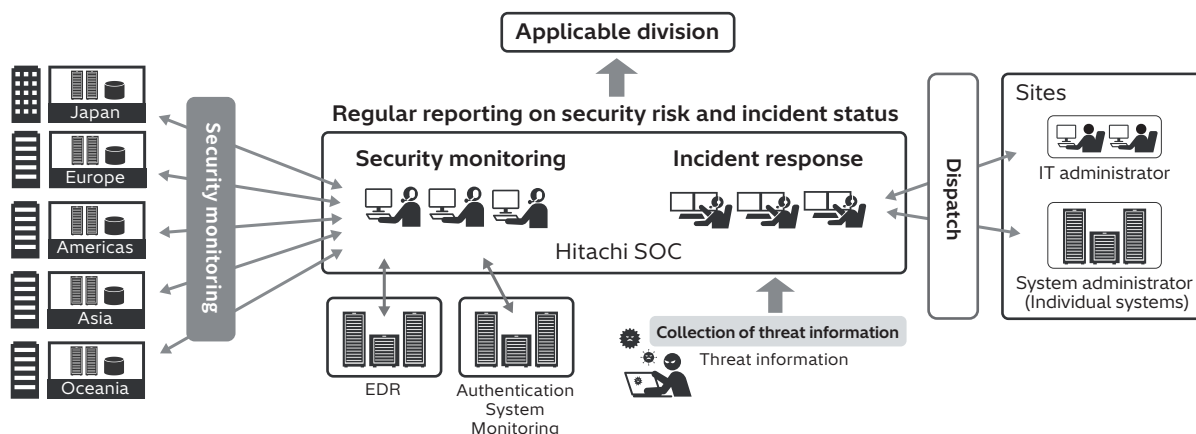 Applicable division
Regular reporting on security risk and incident status
Japan
Europe
Americas
Asia
Oceania
Security monitoring
Security monitoring
Incident response
Hitachi SOC
EDR
Authentication
System
Monitoring
Collection of threat information
Threat information
Dispatch
Sites
IT administrator
System administrator
(Individual systems)